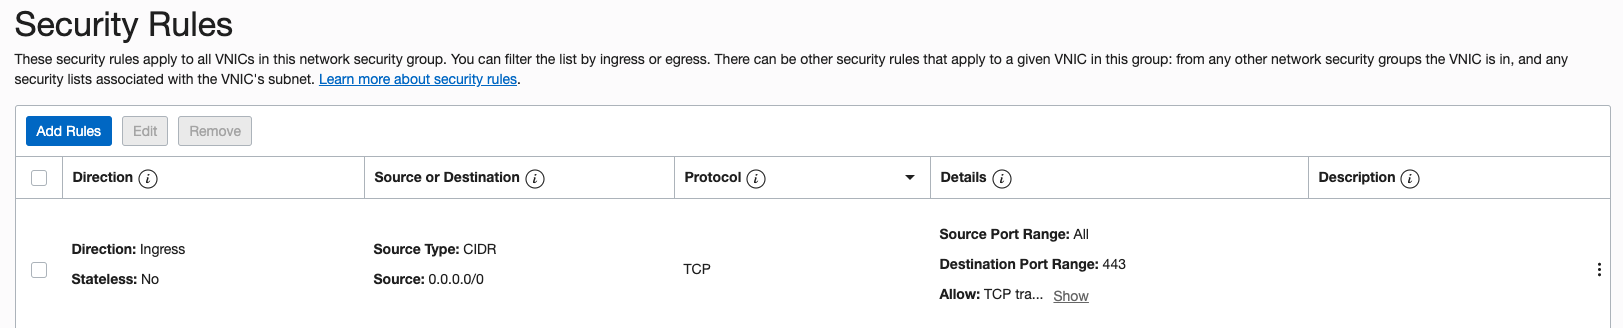 Security Rules
These security rules apply to all VNICs in this network security group. You can filter the list by ingress or egress. There can be other security rules that apply to a given VNIC in this group: from any other network security groups the VNIC is in, and any
security lists associated with the VNIC's subnet. Learn more about security rules.
Add Rules Edit Remove
Direction i Source or Destination i Protocol i Details i Description i
Source Port Range: All
Direction: Ingress Source Type: CIDR
Destination Port Range: 443
TCP
Stateless: No Source: 0.0.0.0/0
Allow: TCP tra... Show